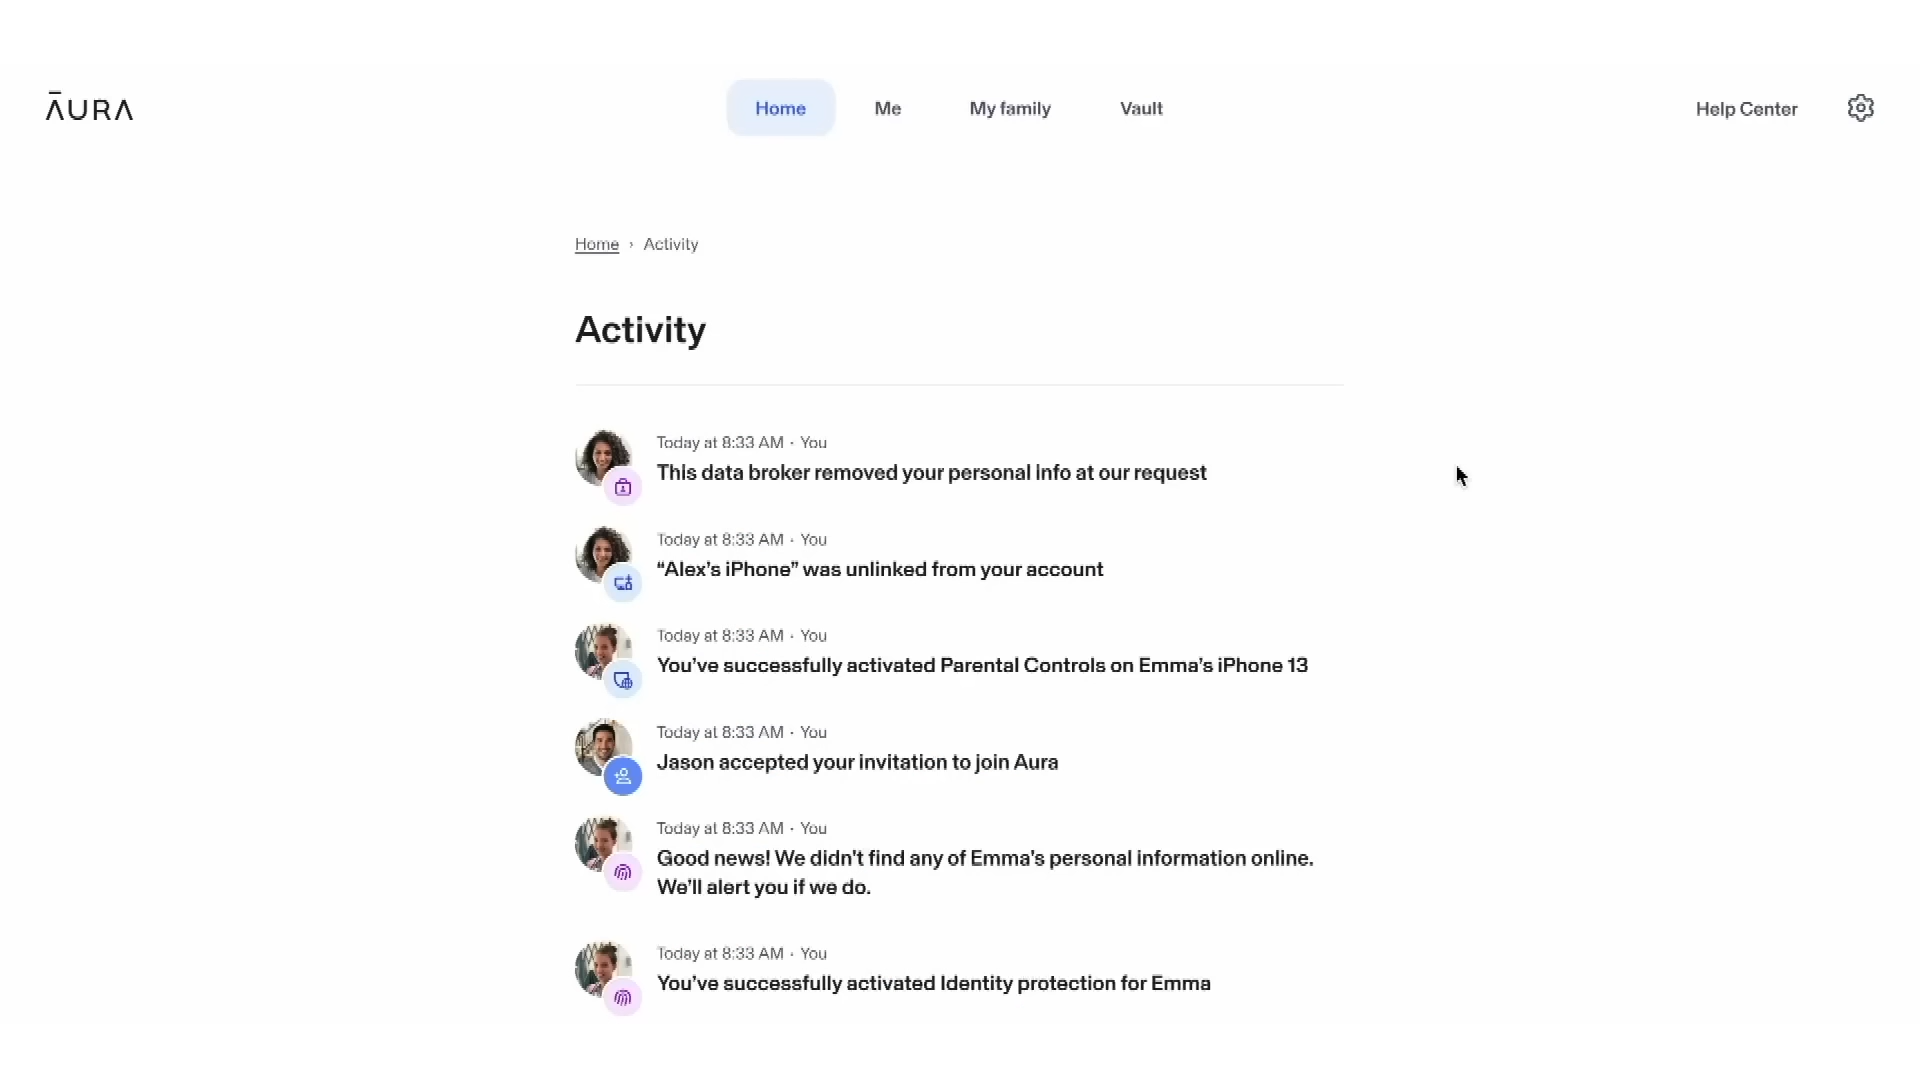 ĀURA
Home
Me
My family
Vault
Help Center
Home › Activity
Activity
Today at 8:33 AM · You
This data broker removed your personal info at our request
Today at 8:33 AM · You
“Alex’s iPhone” was unlinked from your account
Today at 8:33 AM · You
You’ve successfully activated Parental Controls on Emma’s iPhone 13
Today at 8:33 AM · You
Jason accepted your invitation to join Aura
Today at 8:33 AM · You
Good news! We didn't find any of Emma’s personal information online.
We’ll alert you if we do.
Today at 8:33 AM · You
You’ve successfully activated Identity protection for Emma